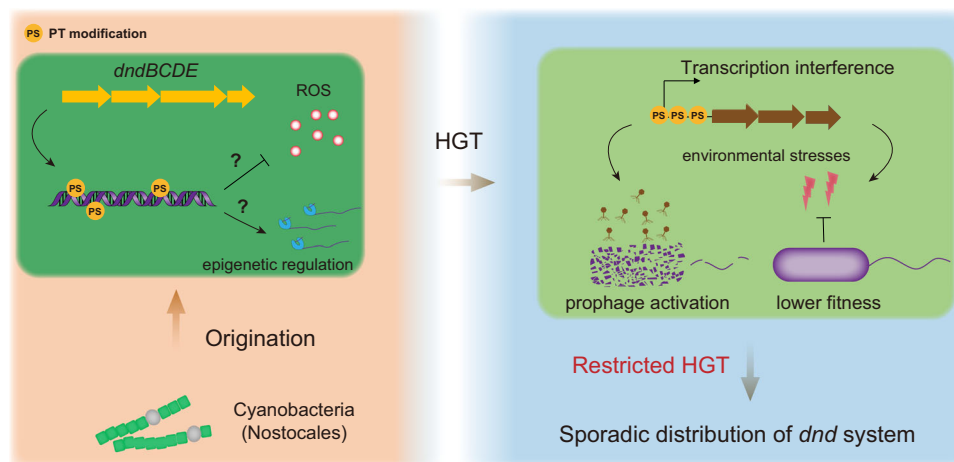 PS PT modification
dndBCDE
ROS
?
PS
PS
PS
?
epigenetic regulation
Origination
Cyanobacteria
(Nostocales)
HGT
Transcription interference
PS PS PS
environmental stresses
prophage activation
lower fitness
Restricted HGT
Sporadic distribution of dnd system